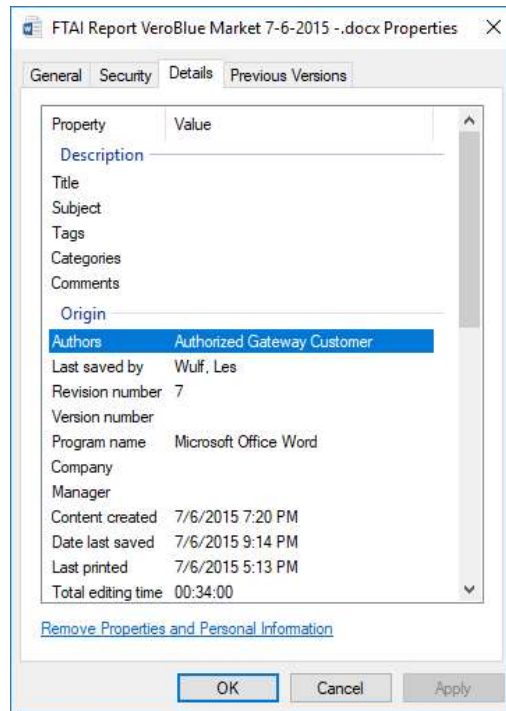 FTAI Report VeroBlue Market 7-6-2015 -.docx Properties
General Security Details Previous Versions
Property Value
Description
Title
Subject
Tags
Categories
Comments
Origin
Authors Authorized Gateway Customer
Last saved by Wulf, Les
Revision number 7
Version number
Program name Microsoft Office Word
Company
Manager
Content created 7/6/2015 7:20 PM
Date last saved 7/6/2015 9:14 PM
Last printed 7/6/2015 5:13 PM
Total editing time 00:34:00
Remove Properties and Personal Information
OK Cancel Apply